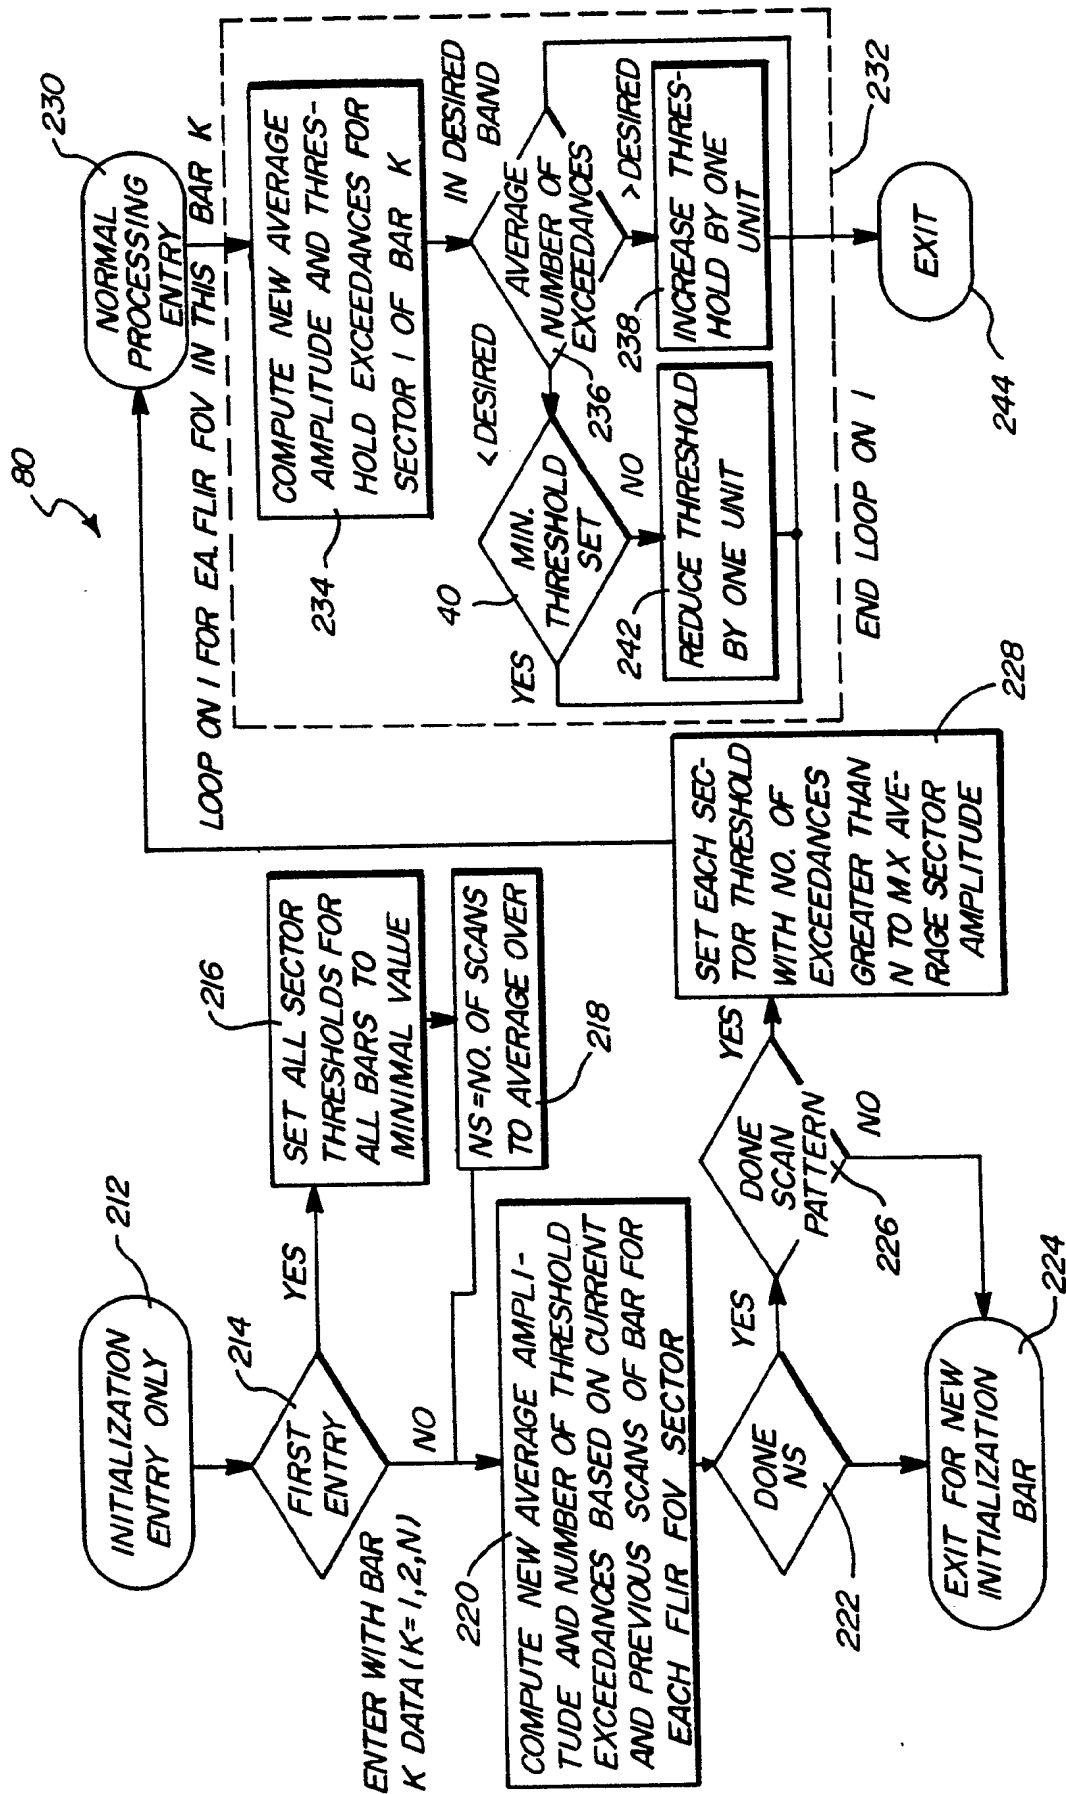 80
INITIALIZATION
ENTRY ONLY
212
FIRST
ENTRY
214
YES
NO
SET ALL SECTOR
THRESHOLDS FOR
ALL BARS TO
MINIMAL VALUE
216
NS=NO. OF SCANS
TO AVERAGE OVER
218
ENTER WITH BAR
K DATA (K=1,2,N)
220
COMPUTE NEW AVERAGE AMPLI-
TUDE AND NUMBER OF THRESHOLD
EXCEEDANCES BASED ON CURRENT
AND PREVIOUS SCANS OF BAR FOR
EACH FLIR FOV SECTOR
DONE
NS
222
YES
DONE
SCAN
PATTERN
226
YES
NO
EXIT FOR NEW
INITIALIZATION
BAR
224
SET EACH SEC-
TOR THRESHOLD
WITH NO. OF
EXCEEDANCES
GREATER THAN
N TO MX AVE-
RAGE SECTOR
AMPLITUDE
228
NORMAL
PROCESSING
ENTRY
230
LOOP ON I FOR EA. FLIR FOV IN THIS BAR K
COMPUTE NEW AVERAGE
AMPLITUDE AND THRES-
HOLD EXCEEDANCES FOR
SECTOR I OF BAR K
234
<DESIRED
IN DESIRED
BAND
AVERAGE
NUMBER OF
EXCEEDANCES
236
>DESIRED
40
MIN.
THRESHOLD
SET
YES
NO
242
REDUCE THRESHOLD
BY ONE UNIT
238
INCREASE THRES-
HOLD BY ONE
UNIT
232
END LOOP ON I
EXIT
244